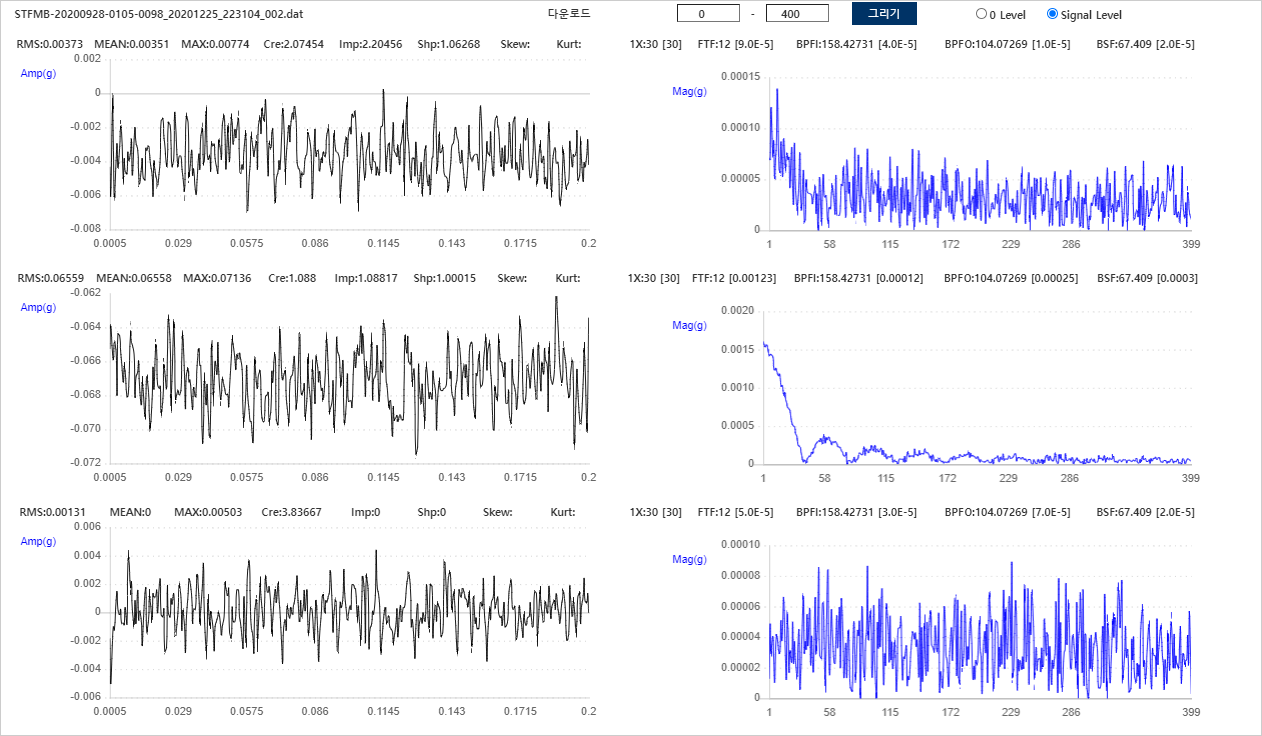 STFMB-20200928-0105-0098_20201225_223104_002.dat 다운로드 0 - 400 그리기 0 Level Signal Level
RMS:0.00373 MEAN:0.00351 MAX:0.00774 Cre:2.07454 Imp:2.20456 Shp:1.06268 Skew: Kurt:
Amp(g)
0.002
0
-0.002
-0.004
-0.006
-0.008
0.0005 0.029 0.0575 0.086 0.1145 0.143 0.1715 0.2
1X:30 [30] FTF:12 [9.0E-5] BPFI:158.42731 [4.0E-5] BPFO:104.07269 [1.0E-5] BSF:67.409 [2.0E-5]
Mag(g)
0.00015
0.00010
0.00005
0
1 58 115 172 229 286 399
RMS:0.06559 MEAN:0.06558 MAX:0.07136 Cre:1.088 Imp:1.08817 Shp:1.00015 Skew: Kurt:
Amp(g)
-0.062
-0.064
-0.066
-0.068
-0.070
-0.072
0.0005 0.029 0.0575 0.086 0.1145 0.143 0.1715 0.2
1X:30 [30] FTF:12 [0.00123] BPFI:158.42731 [0.00012] BPFO:104.07269 [0.00025] BSF:67.409 [0.0003]
Mag(g)
0.0020
0.0015
0.0010
0.0005
0
1 58 115 172 229 286 399
RMS:0.00131 MEAN:0 MAX:0.00503 Cre:3.83667 Imp:0 Shp:0 Skew: Kurt:
Amp(g)
0.006
0.004
0.002
0
-0.002
-0.004
-0.006
0.0005 0.029 0.0575 0.086 0.1145 0.143 0.1715 0.2
1X:30 [30] FTF:12 [5.0E-5] BPFI:158.42731 [3.0E-5] BPFO:104.07269 [7.0E-5] BSF:67.409 [2.0E-5]
Mag(g)
0.00010
0.00008
0.00006
0.00004
0.00002
0
1 58 115 172 229 286 399